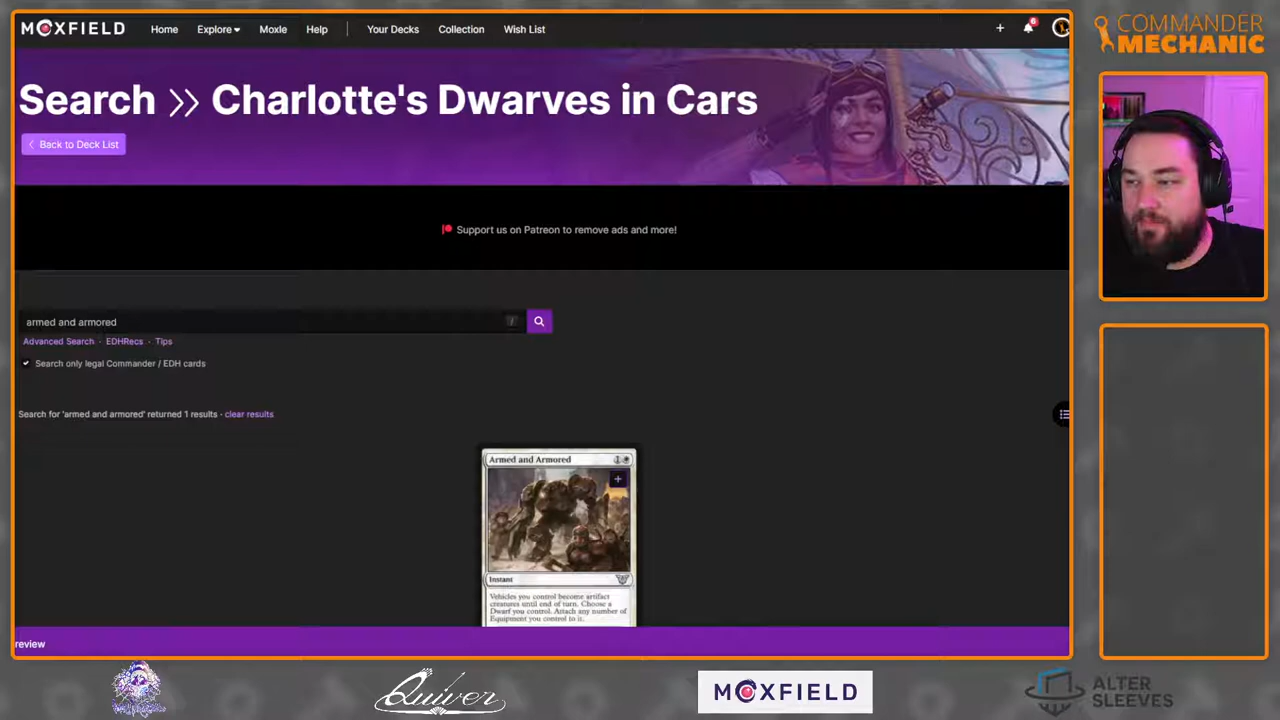 MOXFIELD
Home
Explore
Moxle
Help
Your Decks
Collection
Wish List
+
6
COMMANDER
MECHANIC
Search >> Charlotte's Dwarves in Cars
Back to Deck List
Support us on Patreon to remove ads and more!
armed and armored
/
Advanced Search · EDHRecs · Tips
Search only legal Commander / EDH cards
Search for 'armed and armored' returned 1 results · clear results
Armed and Armored
1
+
Instant
Vehicles you control become artifact
creatures until end of turn. Choose a
Dwarf you control. Attach any number of
Equipment you control to it.
review
Quiver
MOXFIELD
ALTER
SLEEVES